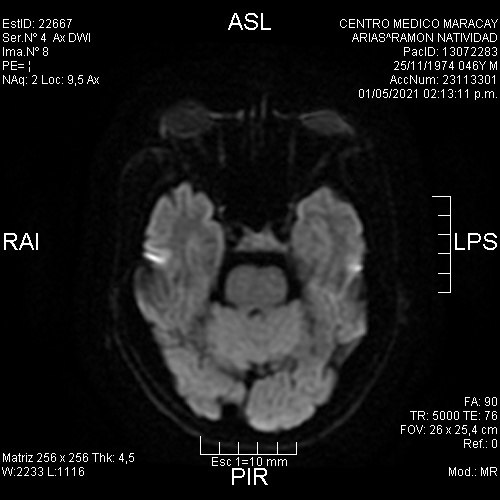 EstID: 22667
Ser.Nº 4 Ax DWI
Ima.Nº 8
PE= ¦
NAq: 2 Loc: 9,5 Ax
ASL
CENTRO MEDICO MARACAY
ARIAS^RAMON NATIVIDAD
PacID: 13072283
25/11/1974 046Y M
AccNum: 23113301
01/05/2021 02:13:11 p.m.
RAI
LPS
FA: 90
TR: 5000 TE: 76
FOV: 26 x 25,4 cm
Ref.: 0
Matriz 256 x 256 Thk: 4,5
W:2233 L:1116
Esc 1=10 mm
PIR
Mod.: MR